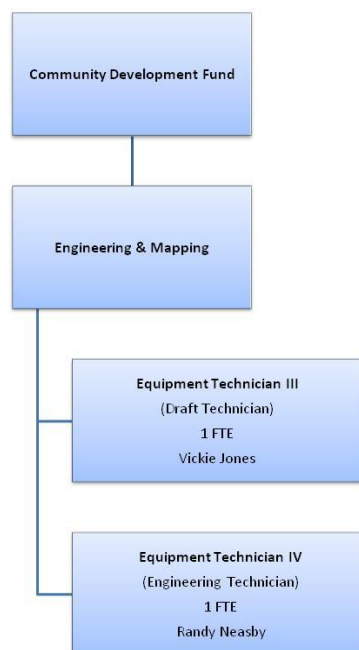 Community Development Fund
Engineering & Mapping
Equipment Technician III
(Draft Technician)
1 FTE
Vickie Jones
Equipment Technician IV
(Engineering Technician)
1 FTE
Randy Neasby